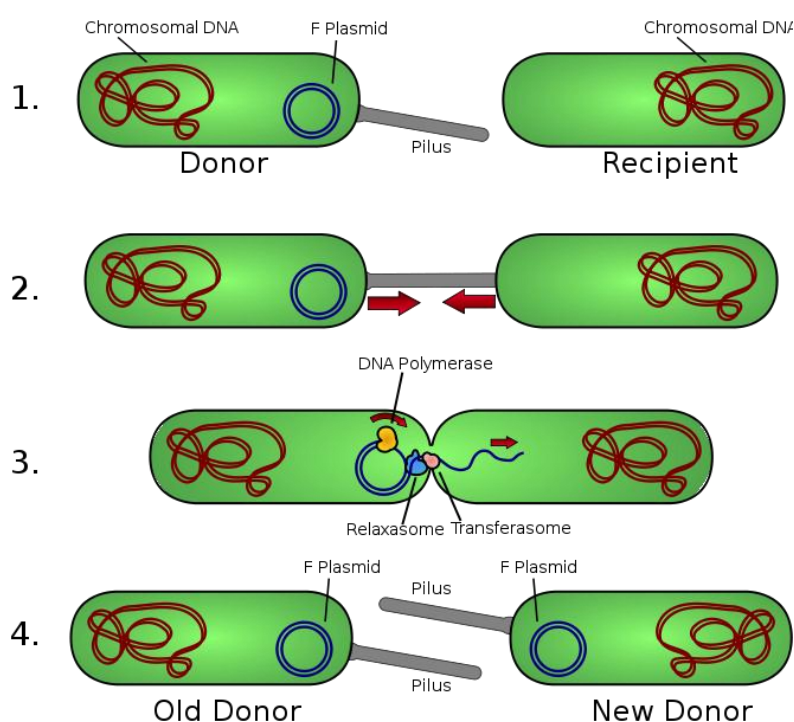 Chromosomal DNA
F Plasmid
Chromosomal DNA
1.
Pilus
Donor
Recipient
2.
DNA Polymerase
3.
Relaxasome
Transferasome
F Plasmid
F Plasmid
Pilus
4.
Pilus
Old Donor
New Donor